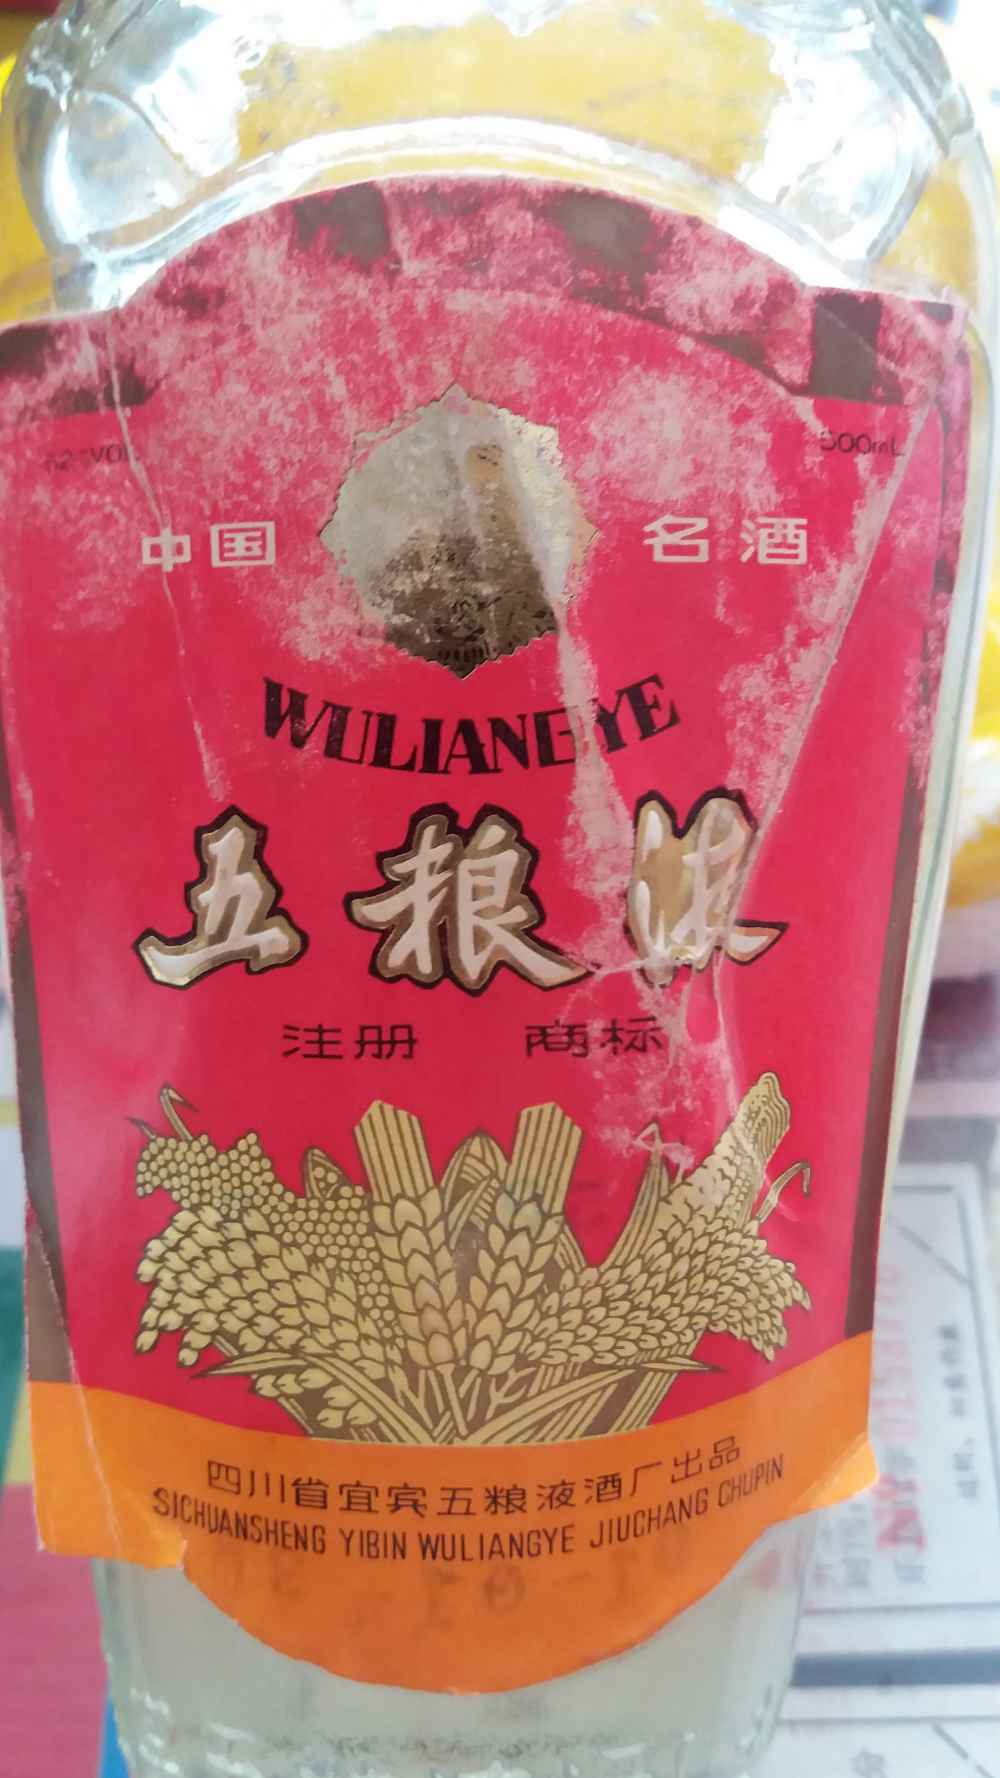 500mL
中国 名酒
WULIANGYE
五粮液
注册 商标
四川省宜宾五粮液酒厂出品
SICHUANSHENG YIBIN WULIANGYE JIUCHANG CHUPIN